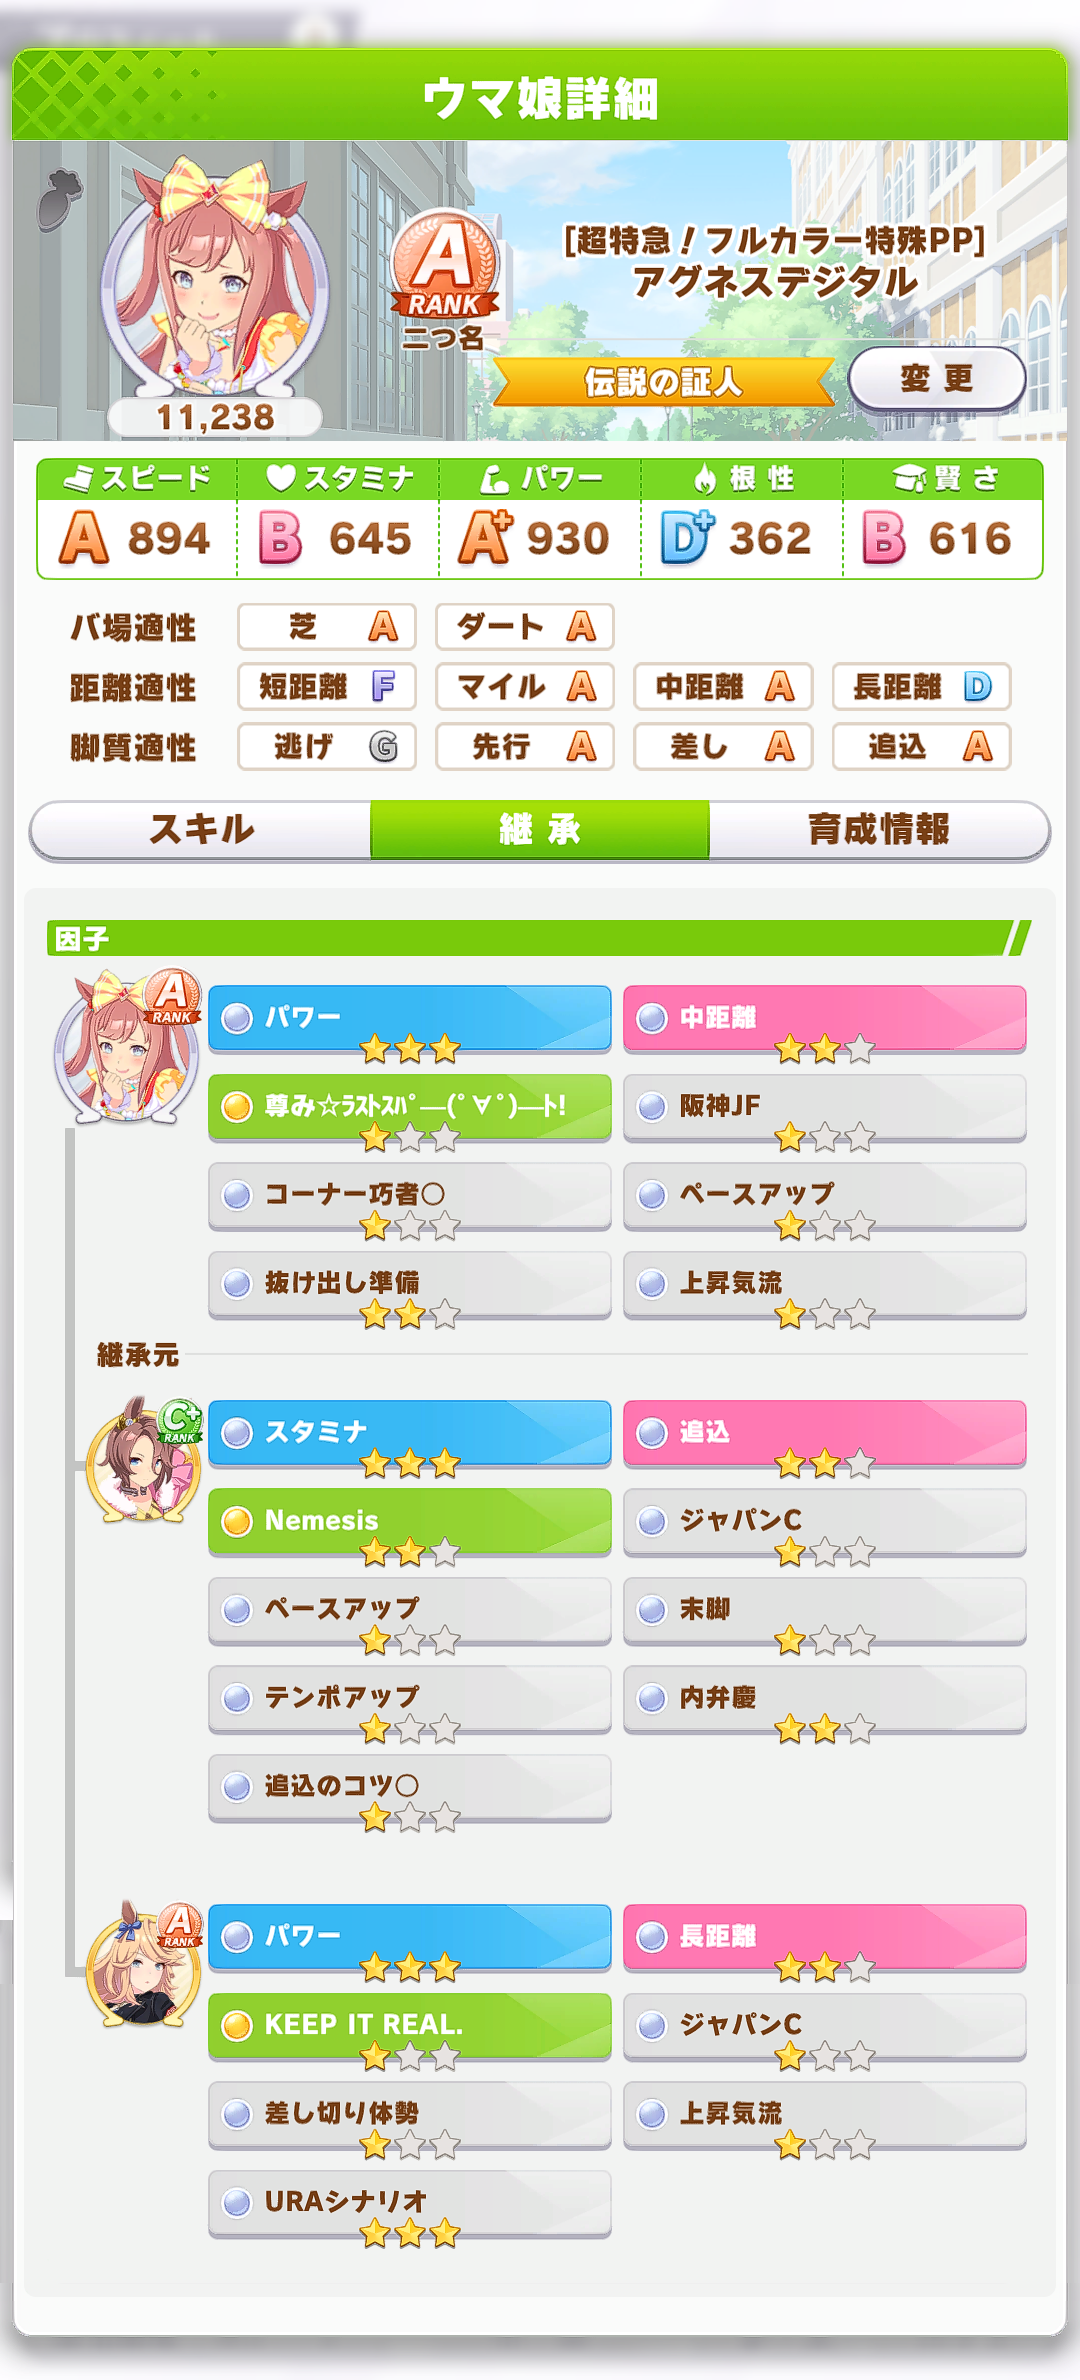 ウマ娘詳細
A
RANK
[超特急!フルカラー特殊PP]
アグネスデジタル
二つ名
伝説の証人
変更
11,238
スピード スタミナ パワー 根性 賢さ
A 894 B 645 A+ 930 D+ 362 B 616
バ場適性 芝 A ダート A
距離適性 短距離 F マイル A 中距離 A 長距離 D
脚質適性 逃げ G 先行 A 差し A 追込 A
スキル 継承 育成情報
因子
A RANK
パワー 中距離
尊み☆ﾗｽﾄｽﾊﾟ—(ﾟ∀ﾟ)—ﾄ! 阪神JF
コーナー巧者○ ペースアップ
抜け出し準備 上昇気流
継承元
C+ RANK
スタミナ 追込
Nemesis ジャパンC
ペースアップ 末脚
テンポアップ 内弁慶
追込のコツ○
A RANK
パワー 長距離
KEEP IT REAL. ジャパンC
差し切り体勢 上昇気流
URAシナリオ